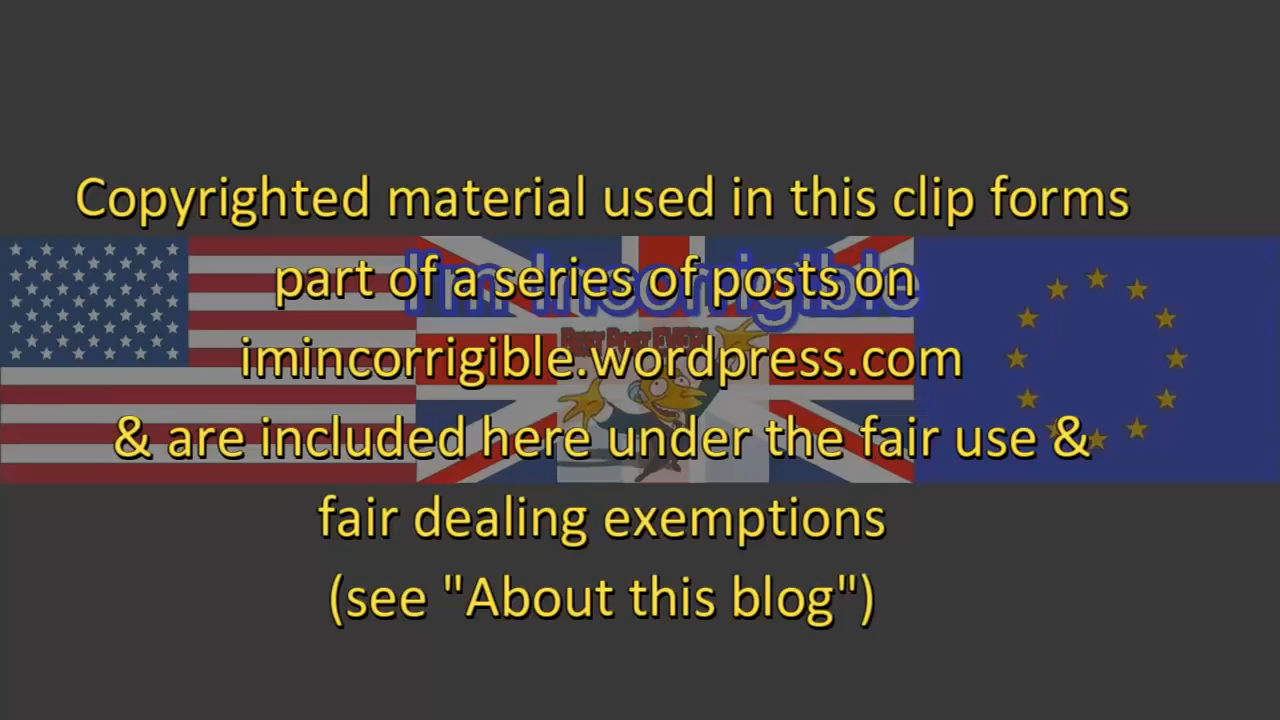 Copyrighted material used in this clip forms
part of a series of posts on
I'm Incorrigible
imincorrigible.wordpress.com
& are included here under the fair use &
fair dealing exemptions
(see "About this blog")